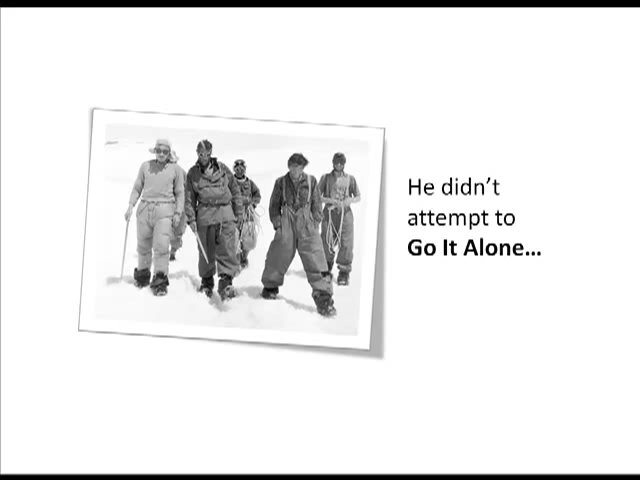 He didn’t
attempt to
Go It Alone…